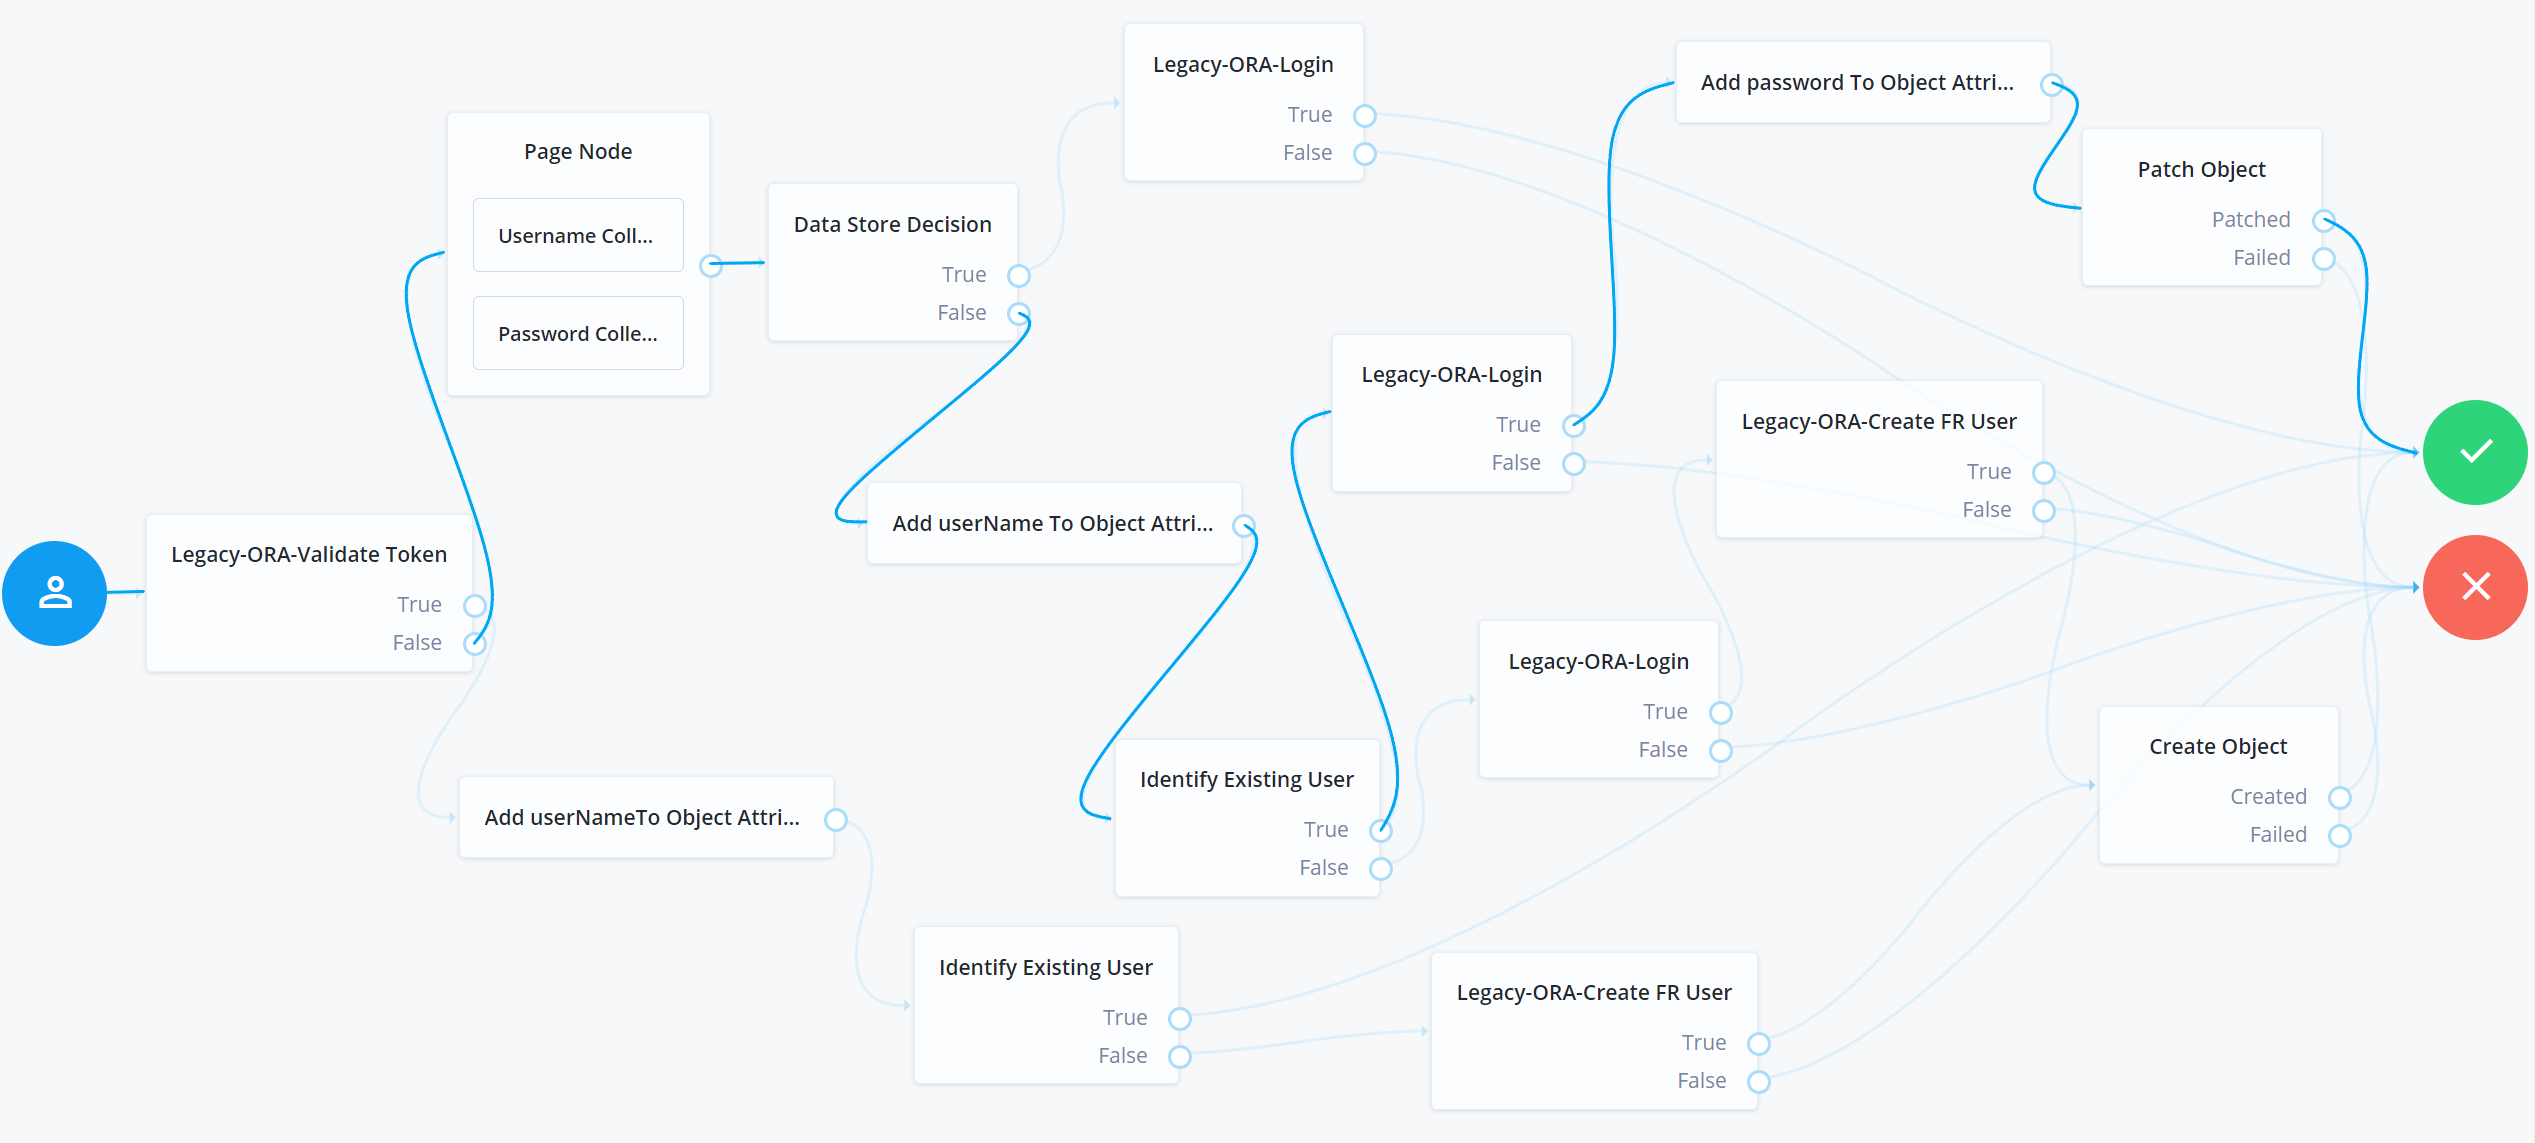 Legacy-ORA-Validate Token
True
False
Page Node
Username Coll...
Password Colle...
Data Store Decision
True
False
Legacy-ORA-Login
True
False
Add userName To Object Attri...
Add userNameTo Object Attri...
Identify Existing User
True
False
Identify Existing User
True
False
Legacy-ORA-Login
True
False
Legacy-ORA-Login
True
False
Legacy-ORA-Create FR User
True
False
Add password To Object Attri...
Patch Object
Patched
Failed
Legacy-ORA-Create FR User
True
False
Create Object
Created
Failed